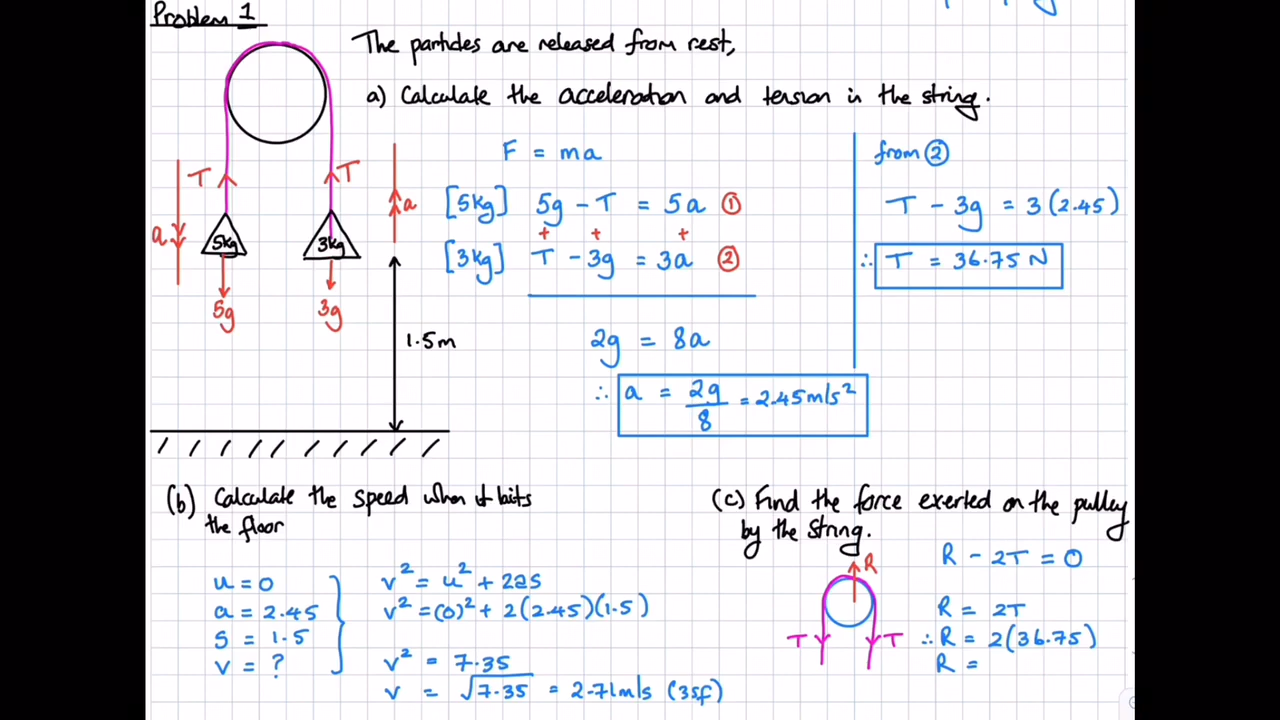 Problem 1
The particles are released from rest,
a) Calculate the acceleration and tension in the string.
T
T
a
a
5kg
3kg
5g
3g
1.5m
F = ma
[5kg] 5g - T = 5a ①
+ + +
[3kg] T - 3g = 3a ②
2g = 8a
∴ a = 2g/8 = 2.45m/s²
from ②
T - 3g = 3(2.45)
∴ T = 36.75 N
(b) Calculate the speed when it hits
the floor
u = 0
a = 2.45
s = 1.5
v = ?
v² = u² + 2as
v² = (0)² + 2(2.45)(1.5)
v² = 7.35
v = √7.35 = 2.71m/s (3sf)
(c) Find the force exerted on the pulley
by the string.
R
T
T
R - 2T = 0
R = 2T
∴ R = 2(36.75)
R =